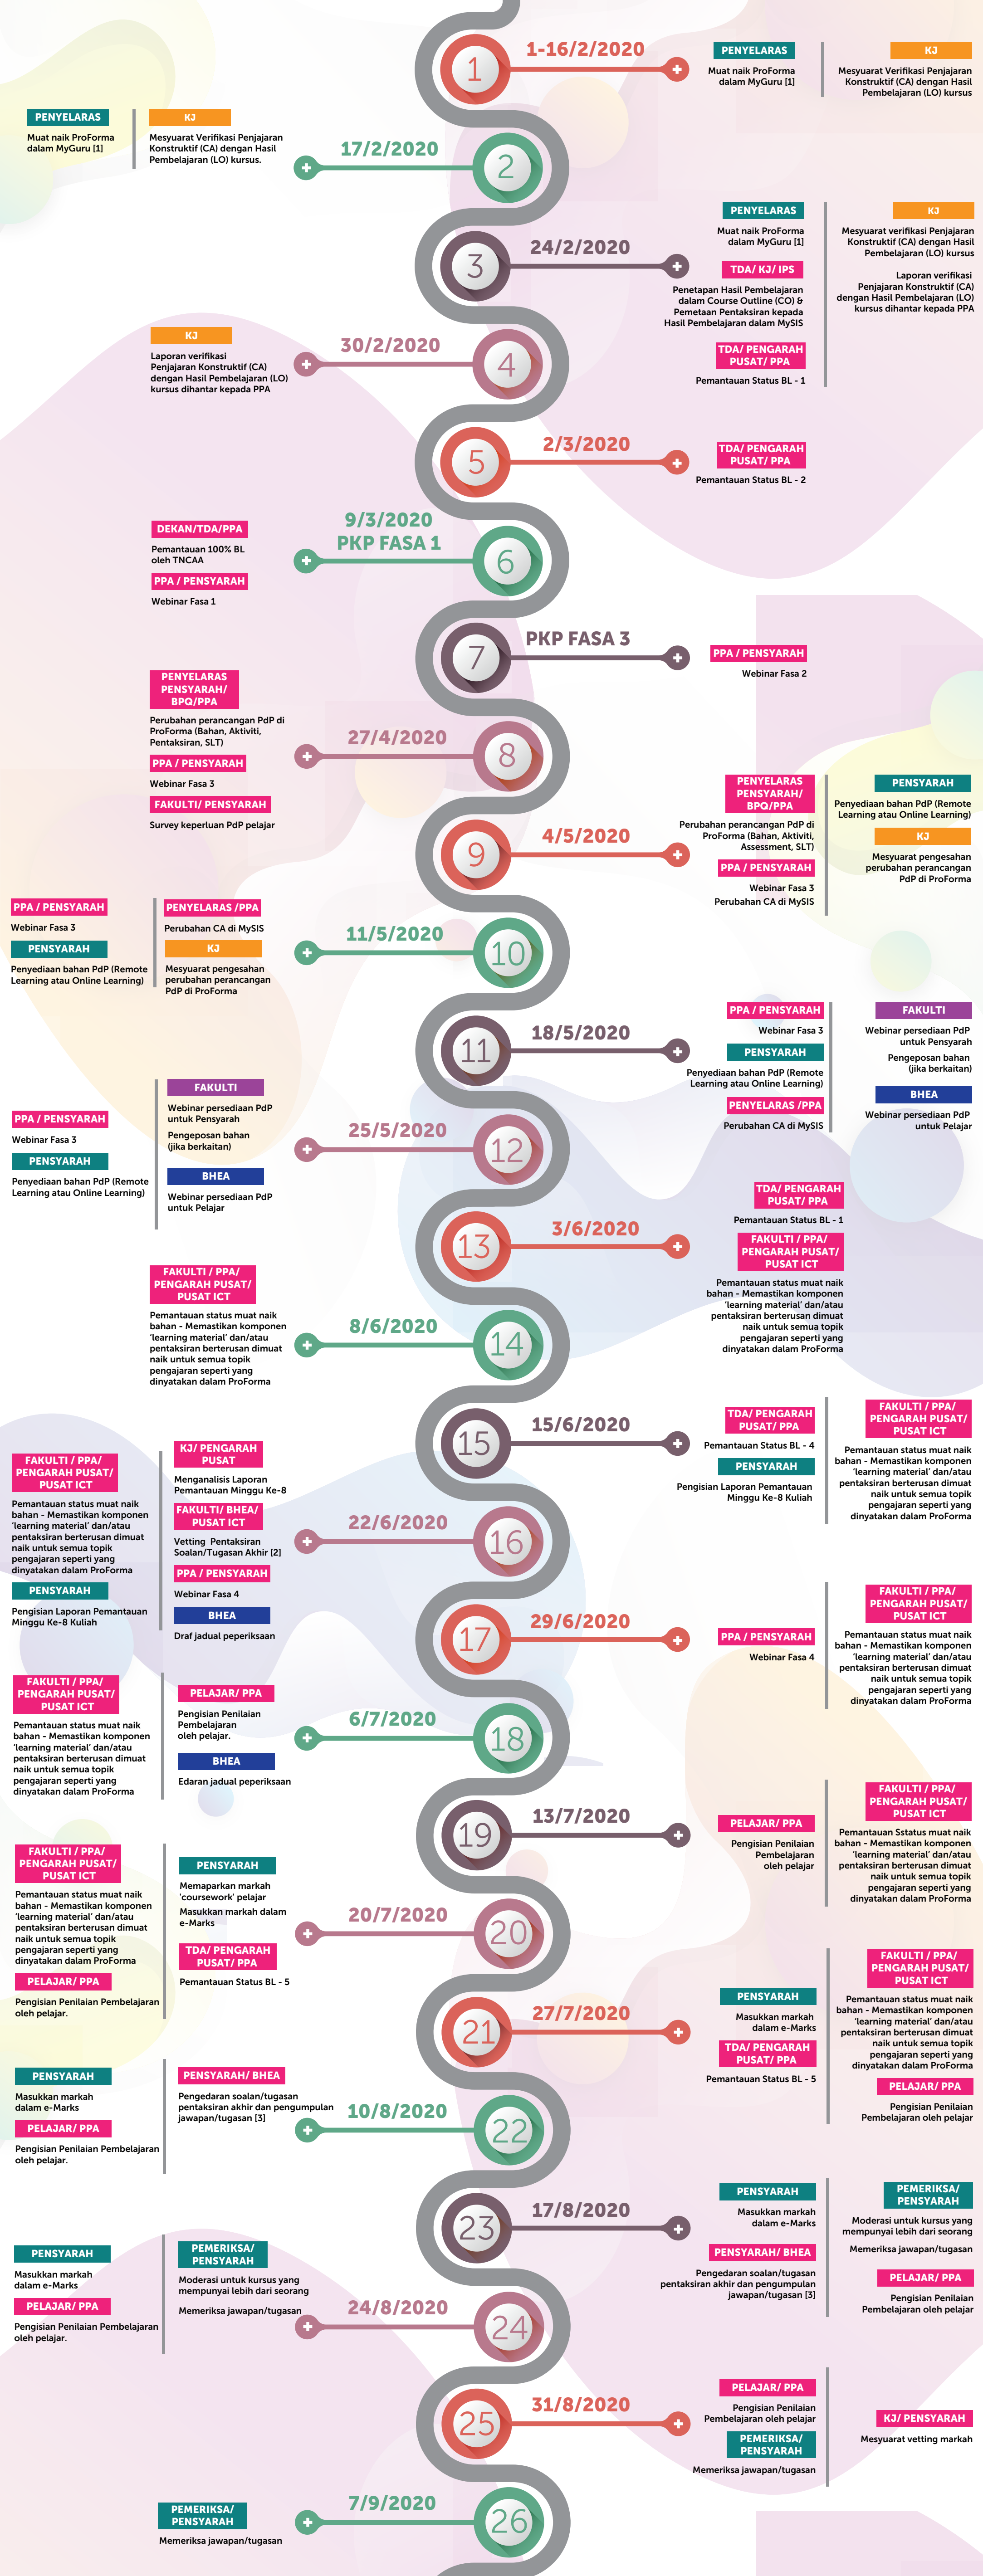 1
1-16/2/2020
PENYELARAS
Muat naik ProForma
dalam MyGuru [1]
KJ
Mesyuarat Verifikasi Penjajaran
Konstruktif (CA) dengan Hasil
Pembelajaran (LO) kursus
2
17/2/2020
PENYELARAS
Muat naik ProForma
dalam MyGuru [1]
KJ
Mesyuarat Verifikasi Penjajaran
Konstruktif (CA) dengan Hasil
Pembelajaran (LO) kursus.
3
24/2/2020
PENYELARAS
Muat naik ProForma
dalam MyGuru [1]
TDA/ KJ/ IPS
Penetapan Hasil Pembelajaran
dalam Course Outline (CO) &
Pemetaan Pentaksiran kepada
Hasil Pembelajaran dalam MySIS
TDA/ PENGARAH
PUSAT/ PPA
Pemantauan Status BL - 1
KJ
Mesyuarat verifikasi Penjajaran
Konstruktif (CA) dengan Hasil
Pembelajaran (LO) kursus
Laporan verifikasi
Penjajaran Konstruktif (CA)
dengan Hasil Pembelajaran (LO)
kursus dihantar kepada PPA
4
30/2/2020
KJ
Laporan verifikasi
Penjajaran Konstruktif (CA)
dengan Hasil Pembelajaran (LO)
kursus dihantar kepada PPA
5
2/3/2020
TDA/ PENGARAH
PUSAT/ PPA
Pemantauan Status BL - 2
6
9/3/2020
PKP FASA 1
DEKAN/TDA/PPA
Pemantauan 100% BL
oleh TNCAA
PPA / PENSYARAH
Webinar Fasa 1
7
PKP FASA 3
PPA / PENSYARAH
Webinar Fasa 2
8
27/4/2020
PENYELARAS
PENSYARAH/
BPQ/PPA
Perubahan perancangan PdP di
ProForma (Bahan, Aktiviti,
Pentaksiran, SLT)
PPA / PENSYARAH
Webinar Fasa 3
FAKULTI/ PENSYARAH
Survey keperluan PdP pelajar
9
4/5/2020
PENYELARAS
PENSYARAH/
BPQ/PPA
Perubahan perancangan PdP di
ProForma (Bahan, Aktiviti,
Assessment, SLT)
PPA / PENSYARAH
Webinar Fasa 3
Perubahan CA di MySIS
PENSYARAH
Penyediaan bahan PdP (Remote
Learning atau Online Learning)
KJ
Mesyuarat pengesahan
perubahan perancangan
PdP di ProForma
10
11/5/2020
PPA / PENSYARAH
Webinar Fasa 3
PENSYARAH
Penyediaan bahan PdP (Remote
Learning atau Online Learning)
PENYELARAS /PPA
Perubahan CA di MySIS
KJ
Mesyuarat pengesahan
perubahan perancangan
PdP di ProForma
11
18/5/2020
PPA / PENSYARAH
Webinar Fasa 3
PENSYARAH
Penyediaan bahan PdP (Remote
Learning atau Online Learning)
PENYELARAS /PPA
Perubahan CA di MySIS
FAKULTI
Webinar persediaan PdP
untuk Pensyarah
Pengeposan bahan
(jika berkaitan)
BHEA
Webinar persediaan PdP
untuk Pelajar
12
25/5/2020
PPA / PENSYARAH
Webinar Fasa 3
PENSYARAH
Penyediaan bahan PdP (Remote
Learning atau Online Learning)
FAKULTI
Webinar persediaan PdP
untuk Pensyarah
Pengeposan bahan
(jika berkaitan)
BHEA
Webinar persediaan PdP
untuk Pelajar
13
3/6/2020
TDA/ PENGARAH
PUSAT/ PPA
Pemantauan Status BL - 1
FAKULTI / PPA/
PENGARAH PUSAT/
PUSAT ICT
Pemantauan status muat naik
bahan - Memastikan komponen
'learning material' dan/atau
pentaksiran berterusan dimuat
naik untuk semua topik
pengajaran seperti yang
dinyatakan dalam ProForma
14
8/6/2020
FAKULTI / PPA/
PENGARAH PUSAT/
PUSAT ICT
Pemantauan status muat naik
bahan - Memastikan komponen
'learning material' dan/atau
pentaksiran berterusan dimuat
naik untuk semua topik
pengajaran seperti yang
dinyatakan dalam ProForma
15
15/6/2020
TDA/ PENGARAH
PUSAT/ PPA
Pemantauan Status BL - 4
PENSYARAH
Pengisian Laporan Pemantauan
Minggu Ke-8 Kuliah
FAKULTI / PPA/
PENGARAH PUSAT/
PUSAT ICT
Pemantauan status muat naik
bahan - Memastikan komponen
'learning material' dan/atau
pentaksiran berterusan dimuat
naik untuk semua topik
pengajaran seperti yang
dinyatakan dalam ProForma
16
22/6/2020
FAKULTI / PPA/
PENGARAH PUSAT/
PUSAT ICT
Pemantauan status muat naik
bahan - Memastikan komponen
'learning material' dan/atau
pentaksiran berterusan dimuat
naik untuk semua topik
pengajaran seperti yang
dinyatakan dalam ProForma
PENSYARAH
Pengisian Laporan Pemantauan
Minggu Ke-8 Kuliah
KJ/ PENGARAH
PUSAT
Menganalisis Laporan
Pemantauan Minggu Ke-8
FAKULTI/ BHEA/
PUSAT ICT
Vetting Pentaksiran
Soalan/Tugasan Akhir [2]
PPA / PENSYARAH
Webinar Fasa 4
BHEA
Draf jadual peperiksaan
17
29/6/2020
PPA / PENSYARAH
Webinar Fasa 4
FAKULTI / PPA/
PENGARAH PUSAT/
PUSAT ICT
Pemantauan status muat naik
bahan - Memastikan komponen
'learning material' dan/atau
pentaksiran berterusan dimuat
naik untuk semua topik
pengajaran seperti yang
dinyatakan dalam ProForma
18
6/7/2020
FAKULTI / PPA/
PENGARAH PUSAT/
PUSAT ICT
Pemantauan status muat naik
bahan - Memastikan komponen
'learning material' dan/atau
pentaksiran berterusan dimuat
naik untuk semua topik
pengajaran seperti yang
dinyatakan dalam ProForma
PELAJAR/ PPA
Pengisian Penilaian
Pembelajaran
oleh pelajar.
BHEA
Edaran jadual peperiksaan
19
13/7/2020
PELAJAR/ PPA
Pengisian Penilaian
Pembelajaran
oleh pelajar
FAKULTI / PPA/
PENGARAH PUSAT/
PUSAT ICT
Pemantauan Sstatus muat naik
bahan - Memastikan komponen
'learning material' dan/atau
pentaksiran berterusan dimuat
naik untuk semua topik
pengajaran seperti yang
dinyatakan dalam ProForma
20
20/7/2020
FAKULTI / PPA/
PENGARAH PUSAT/
PUSAT ICT
Pemantauan status muat naik
bahan - Memastikan komponen
'learning material' dan/atau
pentaksiran berterusan dimuat
naik untuk semua topik
pengajaran seperti yang
dinyatakan dalam ProForma
PELAJAR/ PPA
Pengisian Penilaian Pembelajaran
oleh pelajar.
PENSYARAH
Memaparkan markah
'coursework' pelajar
Masukkan markah dalam
e-Marks
TDA/ PENGARAH
PUSAT/ PPA
Pemantauan Status BL - 5
21
27/7/2020
PENSYARAH
Masukkan markah
dalam e-Marks
TDA/ PENGARAH
PUSAT/ PPA
Pemantauan Status BL - 5
FAKULTI / PPA/
PENGARAH PUSAT/
PUSAT ICT
Pemantauan status muat naik
bahan - Memastikan komponen
'learning material' dan/atau
pentaksiran berterusan dimuat
naik untuk semua topik
pengajaran seperti yang
dinyatakan dalam ProForma
PELAJAR/ PPA
Pengisian Penilaian
Pembelajaran oleh pelajar
22
10/8/2020
PENSYARAH
Masukkan markah
dalam e-Marks
PELAJAR/ PPA
Pengisian Penilaian Pembelajaran
oleh pelajar.
PENSYARAH/ BHEA
Pengedaran soalan/tugasan
pentaksiran akhir dan pengumpulan
jawapan/tugasan [3]
23
17/8/2020
PENSYARAH
Masukkan markah
dalam e-Marks
PENSYARAH/ BHEA
Pengedaran soalan/tugasan
pentaksiran akhir dan pengumpulan
jawapan/tugasan [3]
PEMERIKSA/
PENSYARAH
Moderasi untuk kursus yang
mempunyai lebih dari seorang
Memeriksa jawapan/tugasan
PELAJAR/ PPA
Pengisian Penilaian
Pembelajaran oleh pelajar
24
24/8/2020
PENSYARAH
Masukkan markah
dalam e-Marks
PELAJAR/ PPA
Pengisian Penilaian Pembelajaran
oleh pelajar.
PEMERIKSA/
PENSYARAH
Moderasi untuk kursus yang
mempunyai lebih dari seorang
Memeriksa jawapan/tugasan
25
31/8/2020
PELAJAR/ PPA
Pengisian Penilaian
Pembelajaran oleh pelajar
PEMERIKSA/
PENSYARAH
Memeriksa jawapan/tugasan
KJ/ PENSYARAH
Mesyuarat vetting markah
26
7/9/2020
PEMERIKSA/
PENSYARAH
Memeriksa jawapan/tugasan